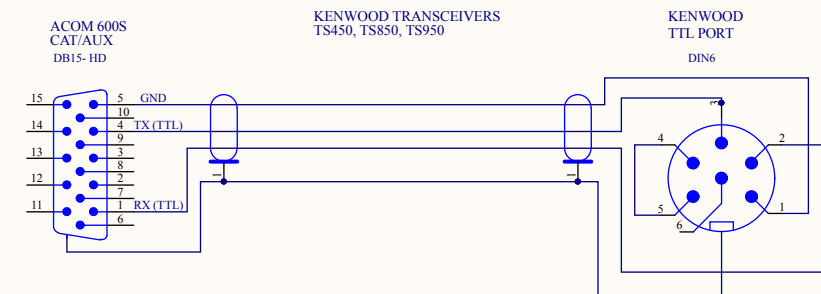 ACOM 600S
CAT/AUX
DB15- HD
KENWOOD TRANSCEIVERS
TS450, TS850, TS950
KENWOOD
TTL PORT
DIN6
15
5
GND
10
14
4
TX (TTL)
9
13
3
8
12
2
7
11
1
RX (TTL)
6
1
1
3
4
2
5
1
6